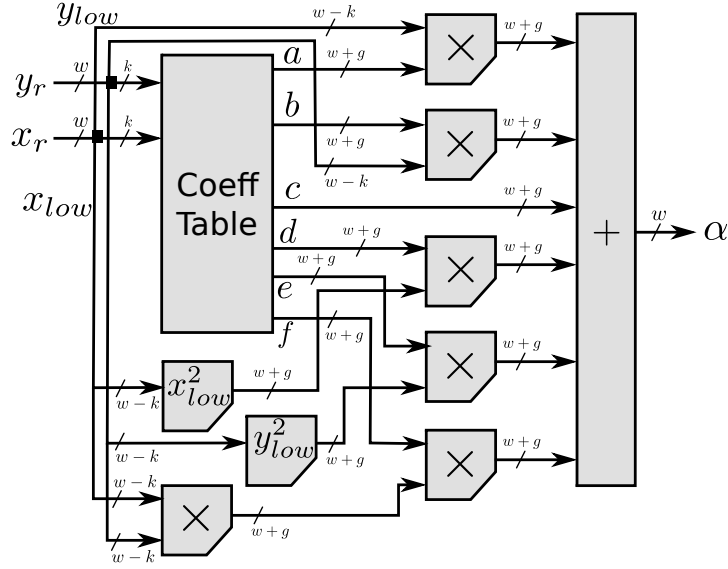 y_low
w − k
y_r
w
k
a
w + g
×
w + g
x_r
w
k
b
w + g
×
w + g
w − k
x_low
Coeff
Table
c
w + g
d
w + g
×
w + g
+
w
α
w + g
e
f
w + g
×
w + g
w − k
x²_low
w + g
w − k
y²_low
w + g
×
w + g
w − k
×
w + g
w − k